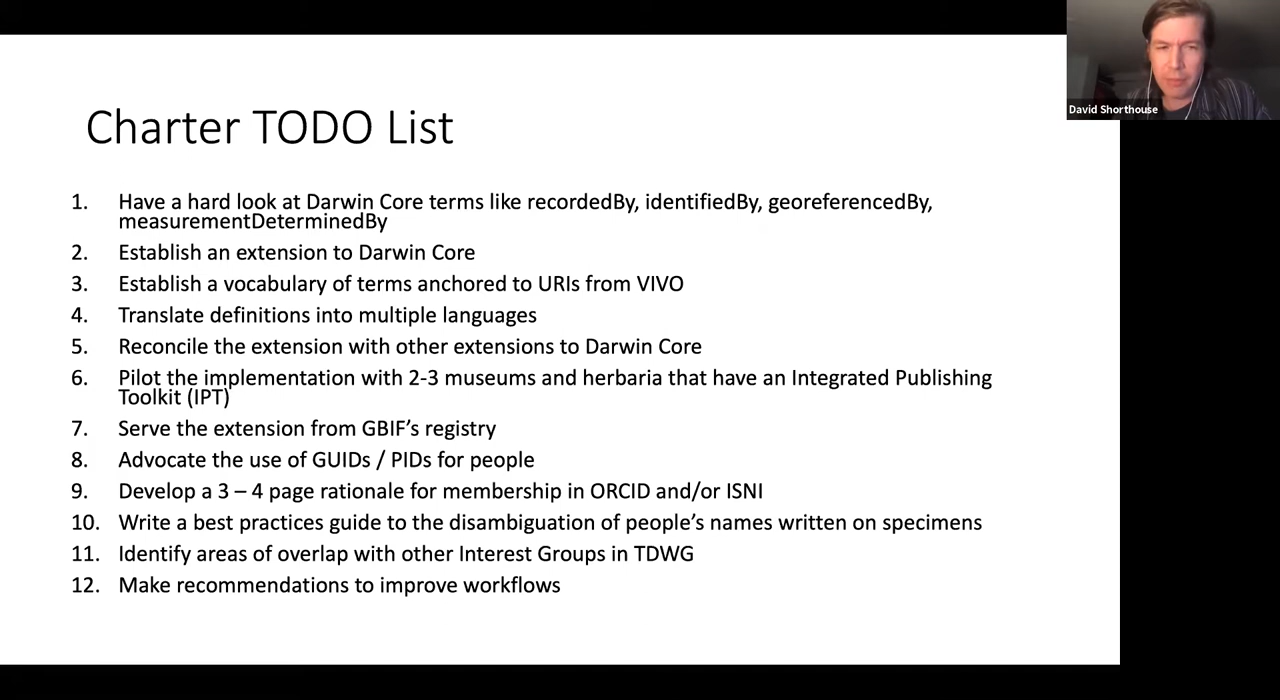 Charter TODO List
1. Have a hard look at Darwin Core terms like recordedBy, identifiedBy, georeferencedBy,
measurementDeterminedBy
2. Establish an extension to Darwin Core
3. Establish a vocabulary of terms anchored to URIs from VIVO
4. Translate definitions into multiple languages
5. Reconcile the extension with other extensions to Darwin Core
6. Pilot the implementation with 2-3 museums and herbaria that have an Integrated Publishing
Toolkit (IPT)
7. Serve the extension from GBIF’s registry
8. Advocate the use of GUIDs / PIDs for people
9. Develop a 3 – 4 page rationale for membership in ORCID and/or ISNI
10. Write a best practices guide to the disambiguation of people’s names written on specimens
11. Identify areas of overlap with other Interest Groups in TDWG
12. Make recommendations to improve workflows
David Shorthouse